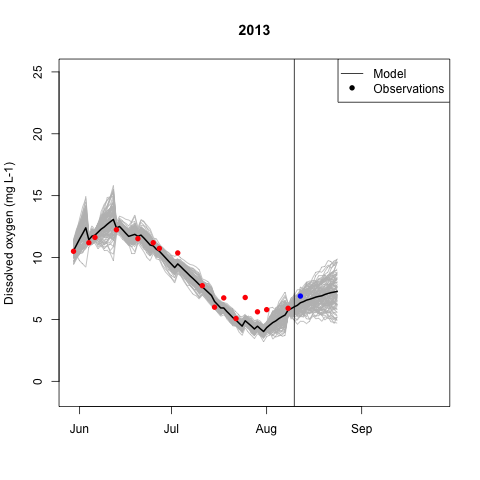 2013
Model
Observations
Dissolved oxygen (mg L-1)
25
20
15
10
5
0
Jun
Jul
Aug
Sep